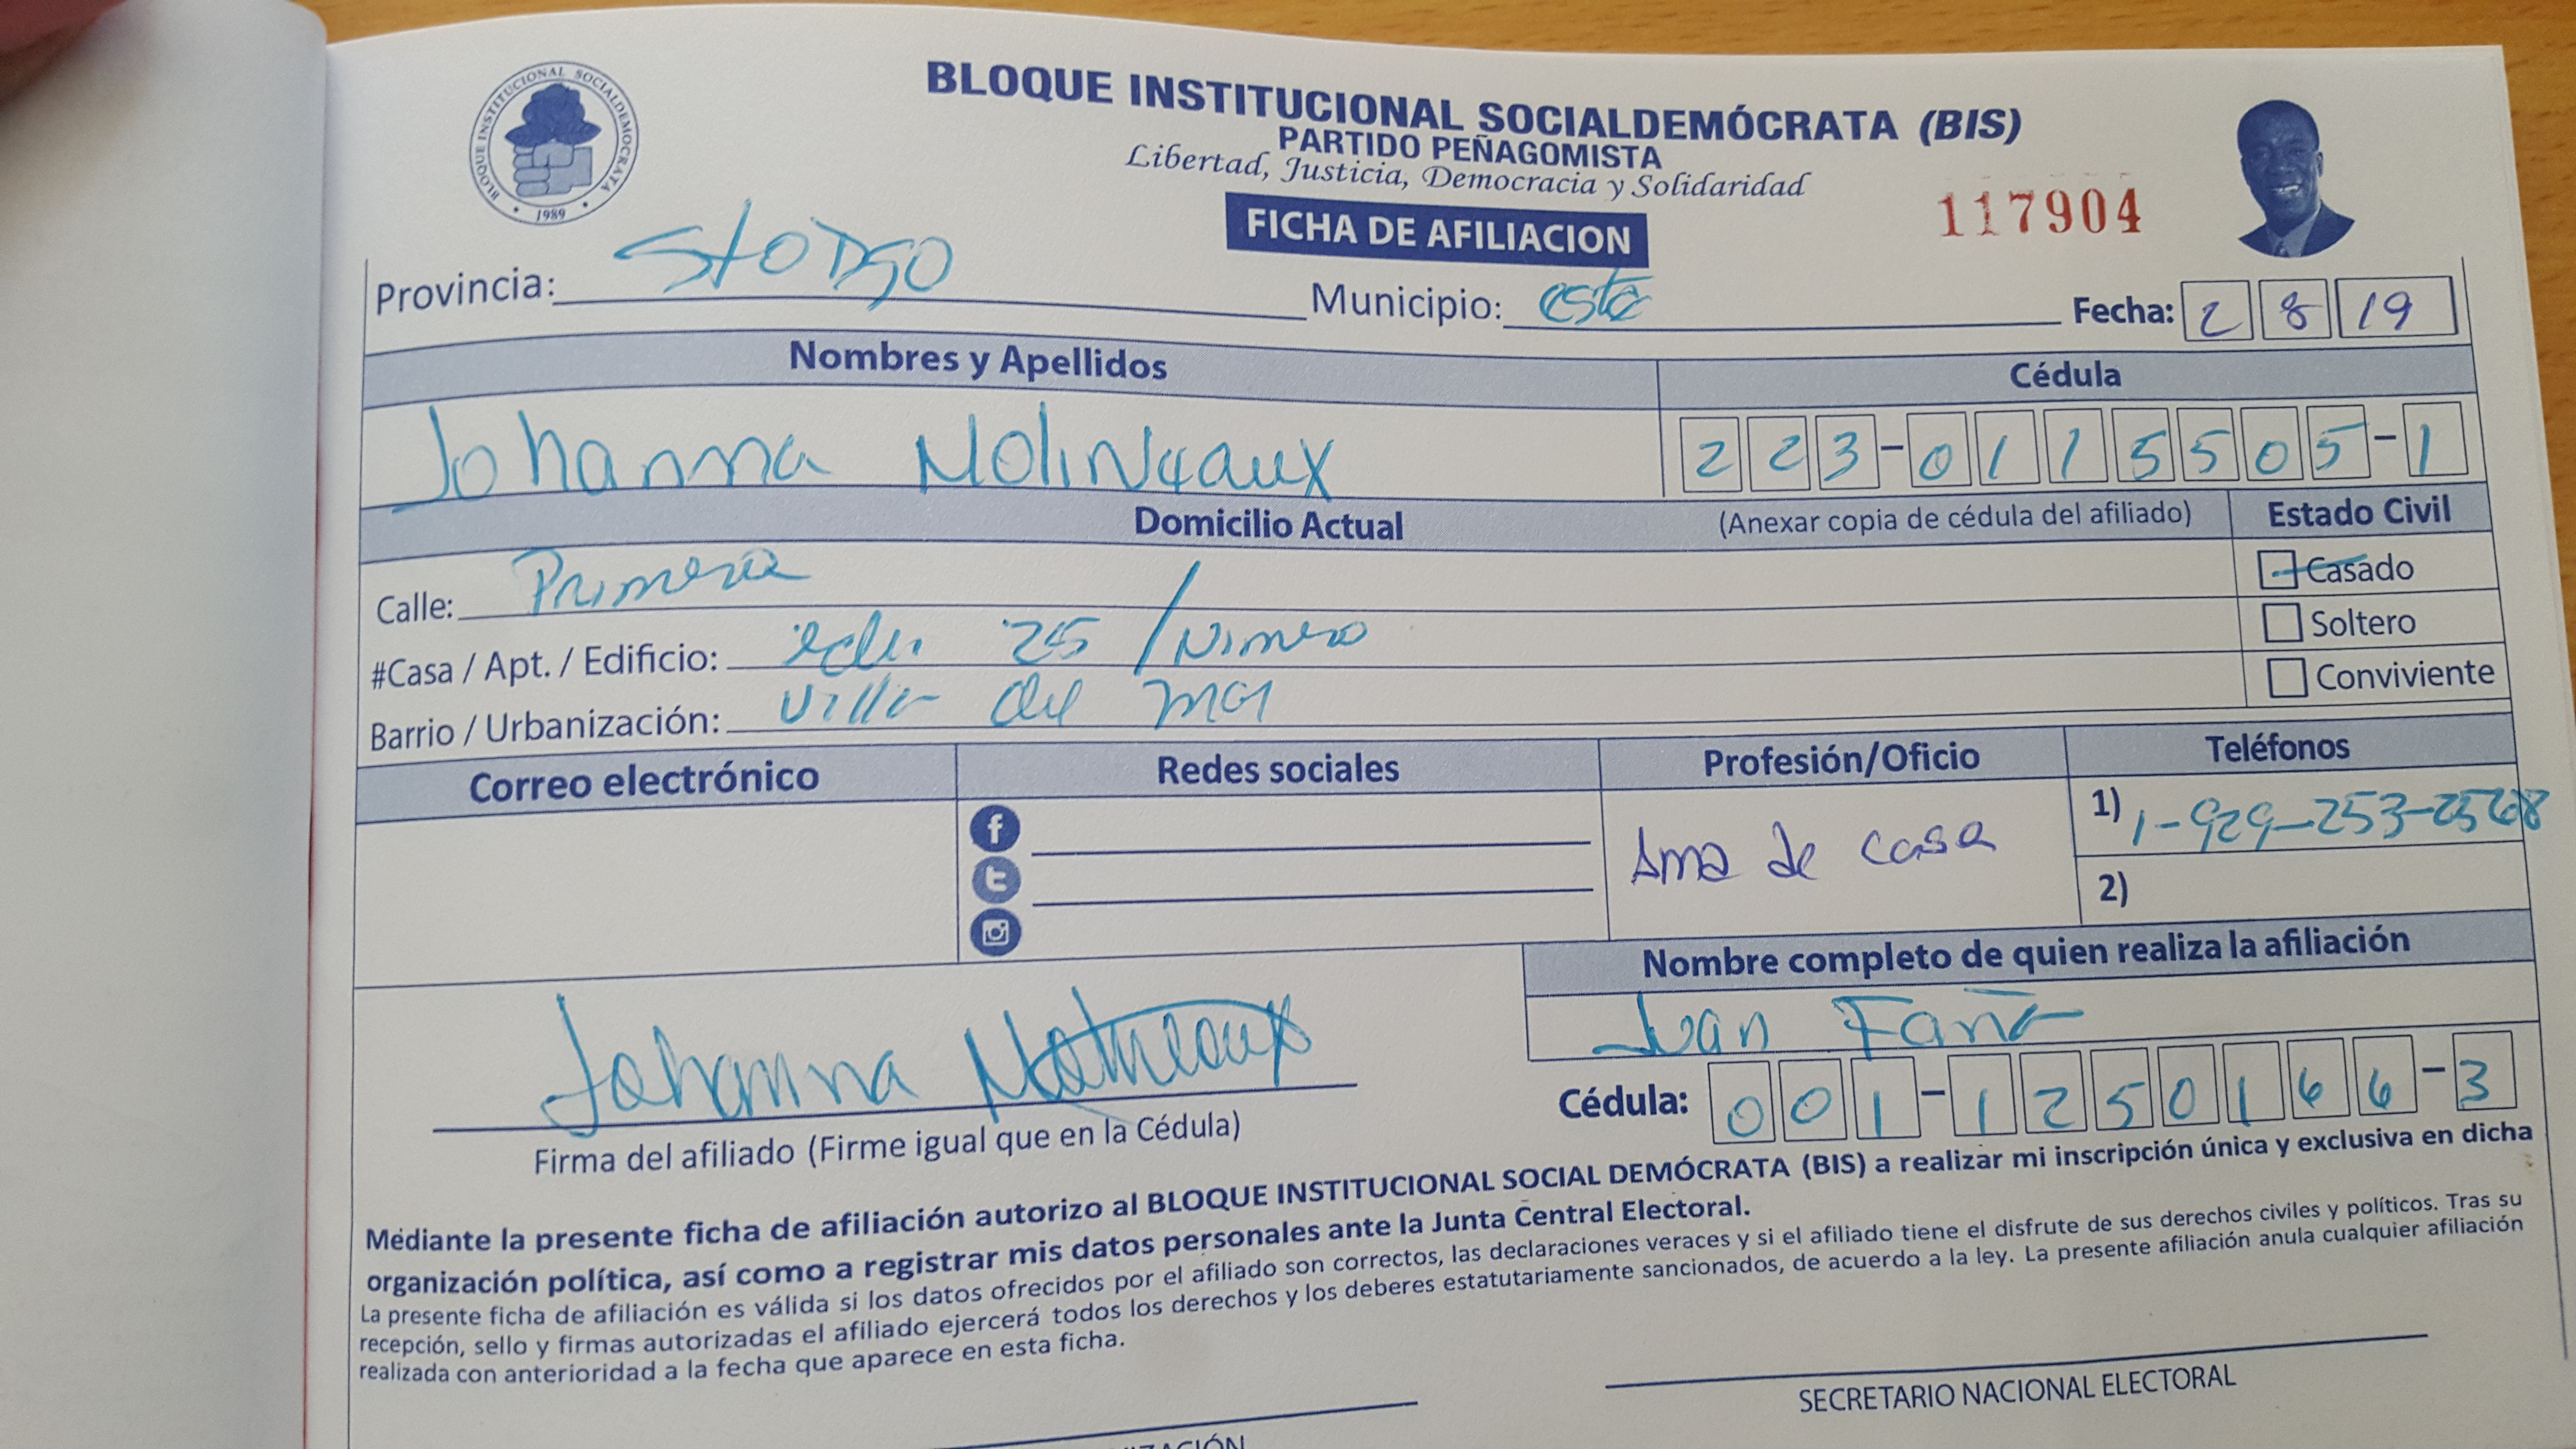 BLOQUE INSTITUCIONAL SOCIALDEMÓCRATA
1989
BLOQUE INSTITUCIONAL SOCIALDEMÓCRATA (BIS)
PARTIDO PEÑAGOMISTA
Libertad, Justicia, Democracia y Solidaridad
FICHA DE AFILIACION
117904
Provincia: Sto Dgo Municipio: este Fecha: 2 8 19
Nombres y Apellidos Cédula
Johanna Molineaux 223-0115505-1
Domicilio Actual (Anexar copia de cédula del afiliado) Estado Civil
Calle: Primera Casado
#Casa / Apt. / Edificio: 25 / Soltero
Barrio / Urbanización: Villa del Conviviente
Correo electrónico Redes sociales Profesión/Oficio Teléfonos
Ama de casa
1) 1-929-253-
2)
Nombre completo de quien realiza la afiliación
Juan
Johanna Molineaux
Cédula: 001-1250166-3
Firma del afiliado (Firme igual que en la Cédula)
Mediante la presente ficha de afiliación autorizo al BLOQUE INSTITUCIONAL SOCIAL DEMÓCRATA (BIS) a realizar mi inscripción única y exclusiva en dicha
organización política, así como a registrar mis datos personales ante la Junta Central Electoral.
La presente ficha de afiliación es válida si los datos ofrecidos por el afiliado son correctos, las declaraciones veraces y si el afiliado tiene el disfrute de sus derechos civiles y políticos. Tras su
recepción, sello y firmas autorizadas el afiliado ejercerá todos los derechos y los deberes estatutariamente sancionados, de acuerdo a la ley. La presente afiliación anula cualquier afiliación
realizada con anterioridad a la fecha que aparece en esta ficha.
SECRETARIO NACIONAL ELECTORAL